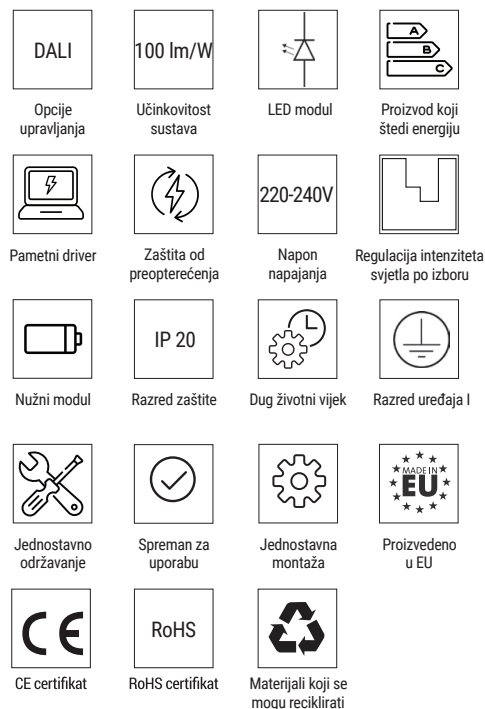 DALI
100 lm/W
A
B
C
Opcije
upravljanja
Učinkovitost
sustava
LED modul
Proizvod koji
štedi energiju
220-240V
Pametni driver
Zaštita od
preopterećenja
Napon
napajanja
Regulacija intenziteta
svjetla po izboru
IP 20
Nužni modul
Razred zaštite
Dug životni vijek
Razred uređaja I
MADE IN
EU
Jednostavno
održavanje
Spreman za
uporabu
Jednostavna
montaža
Proizvedeno
u EU
CE
RoHS
CE certifikat
RoHS certifikat
Materijali koji se
mogu reciklirati